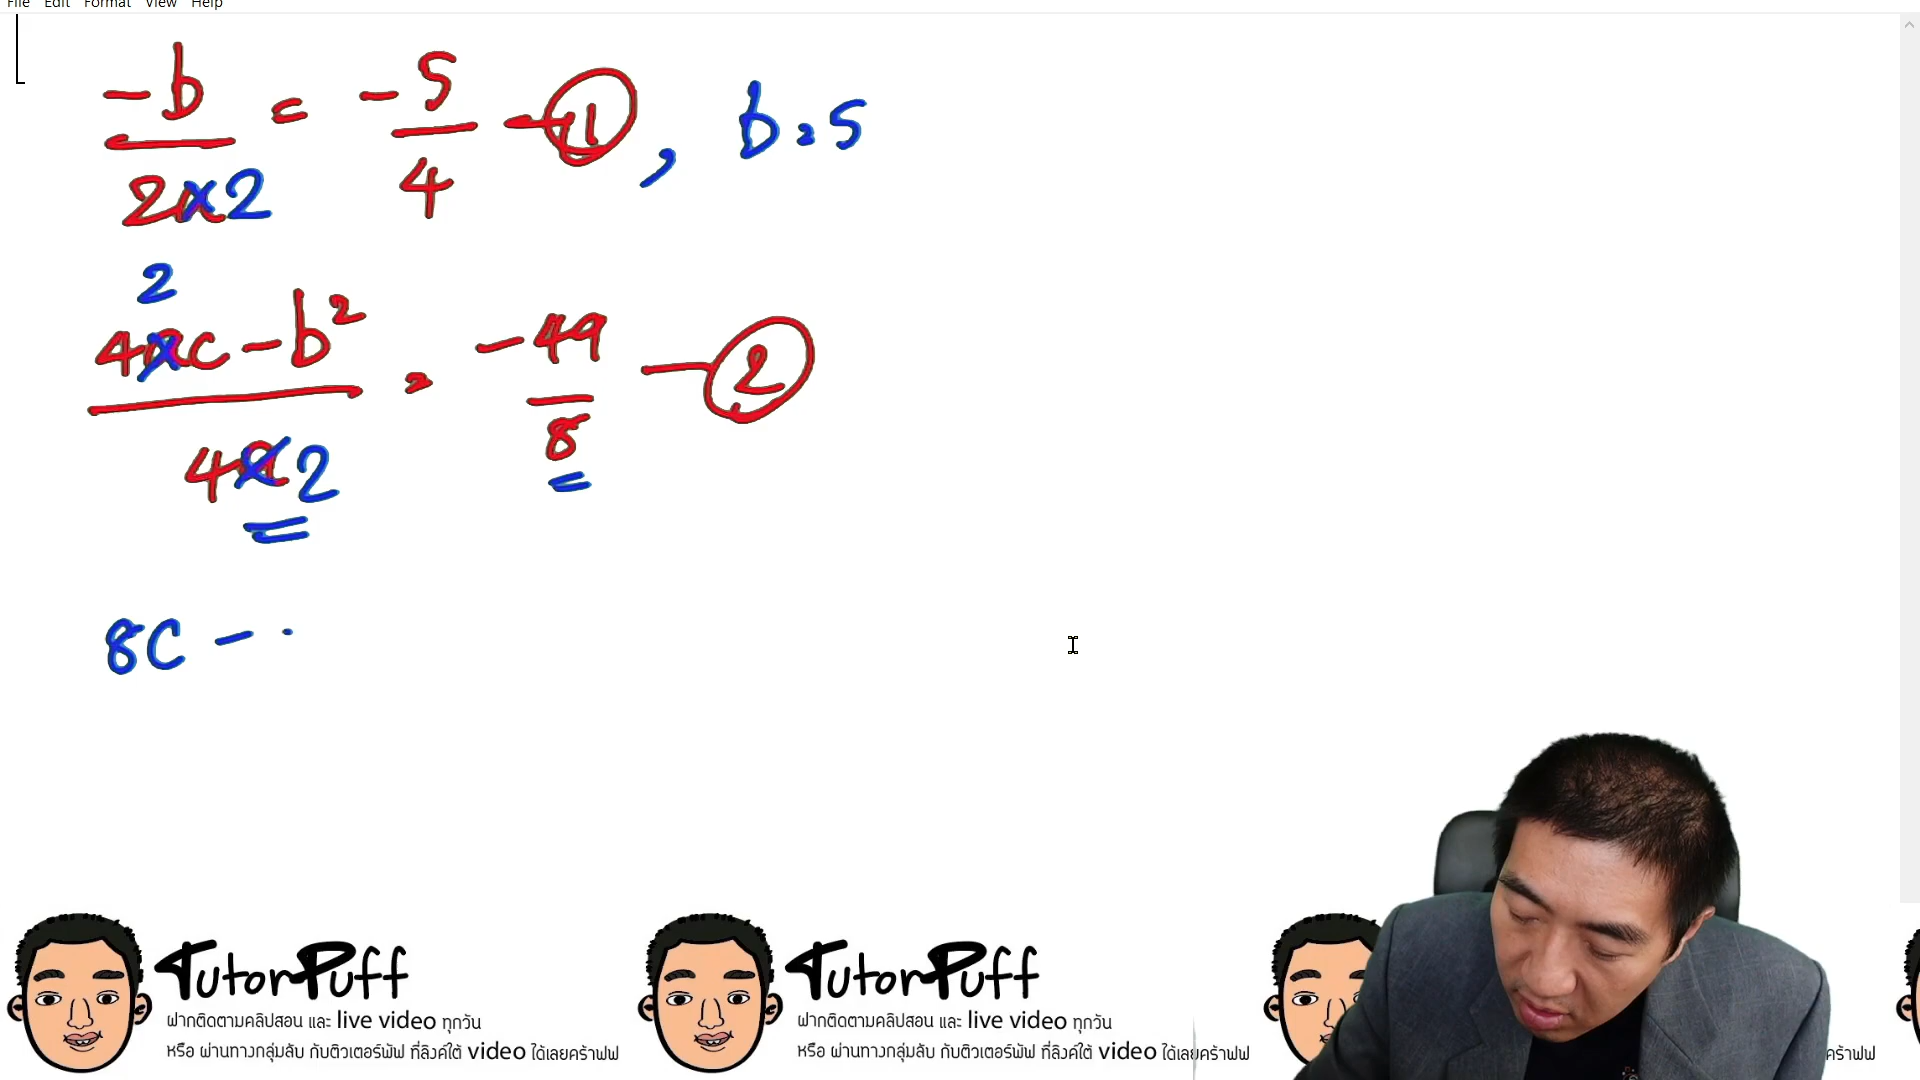 File Edit Format View Help
-b/2a×2 = -5/4 - ①, b = 5
2
4ac - b² / 4a 2 = -49/8 - ②
8C -
TutorPuff
ฝากติดตามคลิปสอน และ live video ทุกวัน
หรือ ผ่านทางกลุ่มลับ กับติวเตอร์พัฟ ที่ลิงค์ใต้ video ได้เลยคร้าฟฟ
TutorPuff
ฝากติดตามคลิปสอน และ live video ทุกวัน
หรือ ผ่านทางกลุ่มลับ กับติวเตอร์พัฟ ที่ลิงค์ใต้ video ได้เลยคร้าฟฟ
คร้าฟฟ